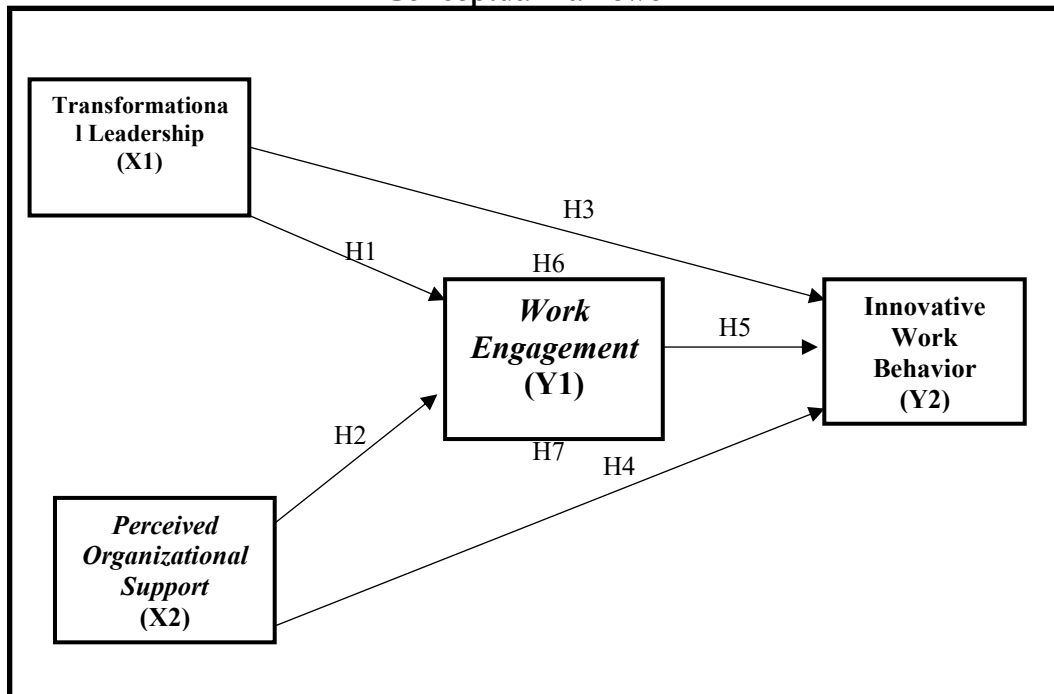 Transformationa
l Leadership
(X1)
H3
H1
H6
Work
Engagement
(Y1)
H5
Innovative
Work
Behavior
(Y2)
H2
H7
H4
Perceived
Organizational
Support
(X2)